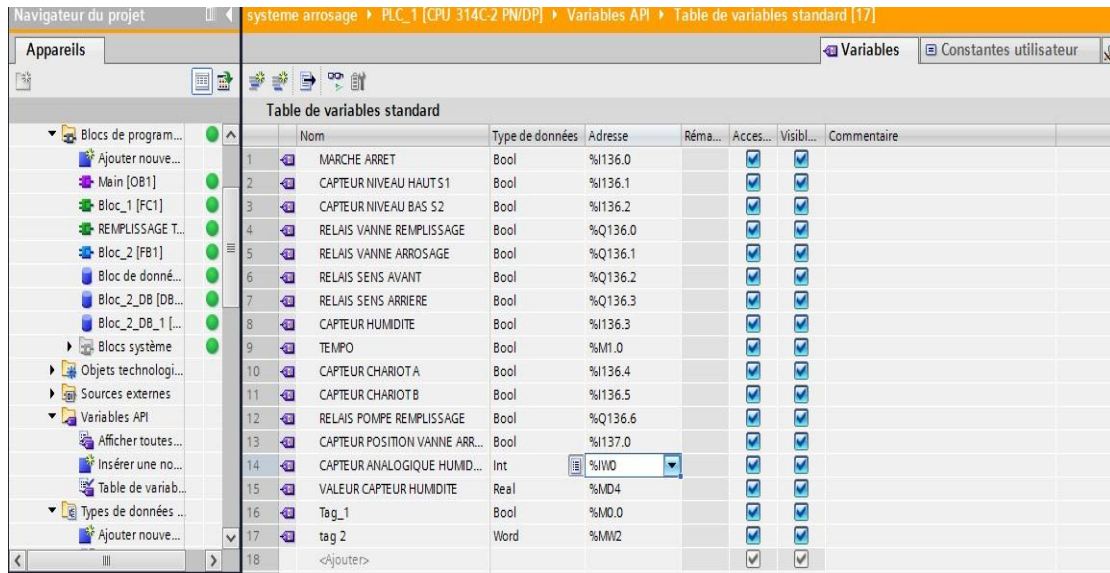 Navigateur du projet
systeme arrosage ▸ PLC_1 [CPU 314C-2 PN/DP] ▸ Variables API ▸ Table de variables standard [17]
Appareils
Variables
Constantes utilisateur
Table de variables standard
Nom Type de données Adresse Réma... Acces... Visibl... Commentaire
Blocs de program...
Ajouter nouve...
Main [OB1]
Bloc_1 [FC1]
REMPLISSAGE T...
Bloc_2 [FB1]
Bloc de donné...
Bloc_2_DB [DB...
Bloc_2_DB_1 [...
Blocs système
Objets technologi...
Sources externes
Variables API
Afficher toutes...
Insérer une no...
Table de variab...
Types de données ...
Ajouter nouve...
1 MARCHE ARRET Bool %I136.0
2 CAPTEUR NIVEAU HAUT S1 Bool %I136.1
3 CAPTEUR NIVEAU BAS S2 Bool %I136.2
4 RELAIS VANNE REMPLISSAGE Bool %Q136.0
5 RELAIS VANNE ARROSAGE Bool %Q136.1
6 RELAIS SENS AVANT Bool %Q136.2
7 RELAIS SENS ARRIERE Bool %Q136.3
8 CAPTEUR HUMIDITE Bool %I136.3
9 TEMPO Bool %M1.0
10 CAPTEUR CHARIOT A Bool %I136.4
11 CAPTEUR CHARIOT B Bool %I136.5
12 RELAIS POMPE REMPLISSAGE Bool %Q136.6
13 CAPTEUR POSITION VANNE ARR... Bool %I137.0
14 CAPTEUR ANALOGIQUE HUMID... Int %IW0
15 VALEUR CAPTEUR HUMIDITE Real %MD4
16 Tag_1 Bool %M0.0
17 tag 2 Word %MW2
18 <Ajouter>